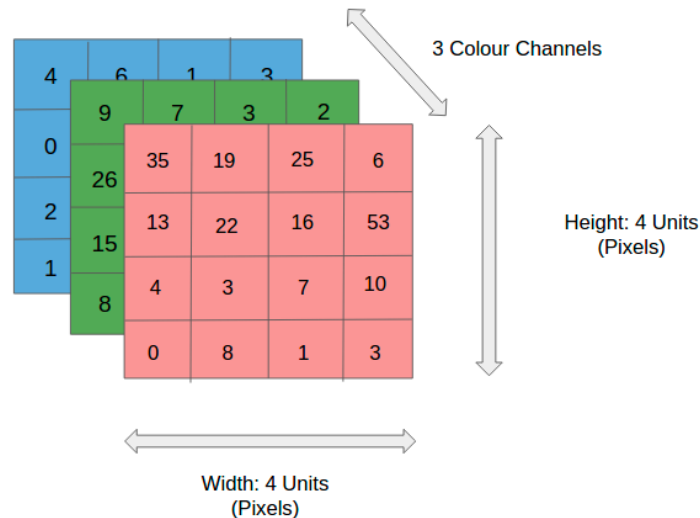 3 Colour Channels
4 6 1 3
9 7 3 2
0
35 19 25 6
26
13 22 16 53
2
15
4 3 7 10
1
8
0 8 1 3
Height: 4 Units
(Pixels)
Width: 4 Units
(Pixels)